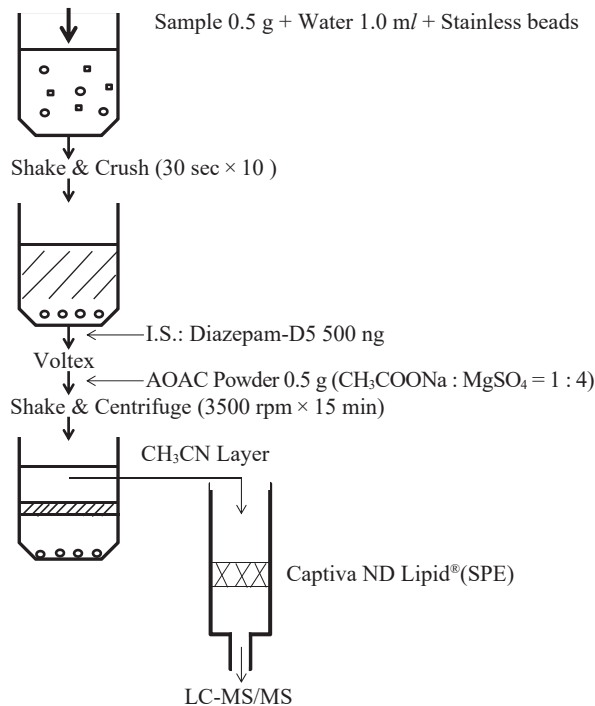 Sample 0.5 g + Water 1.0 ml + Stainless beads
Shake & Crush (30 sec × 10 )
I.S.: Diazepam-D5 500 ng
Voltex
AOAC Powder 0.5 g (CH₃COONa : MgSO₄ = 1 : 4)
Shake & Centrifuge (3500 rpm × 15 min)
CH₃CN Layer
Captiva ND Lipid®(SPE)
LC-MS/MS